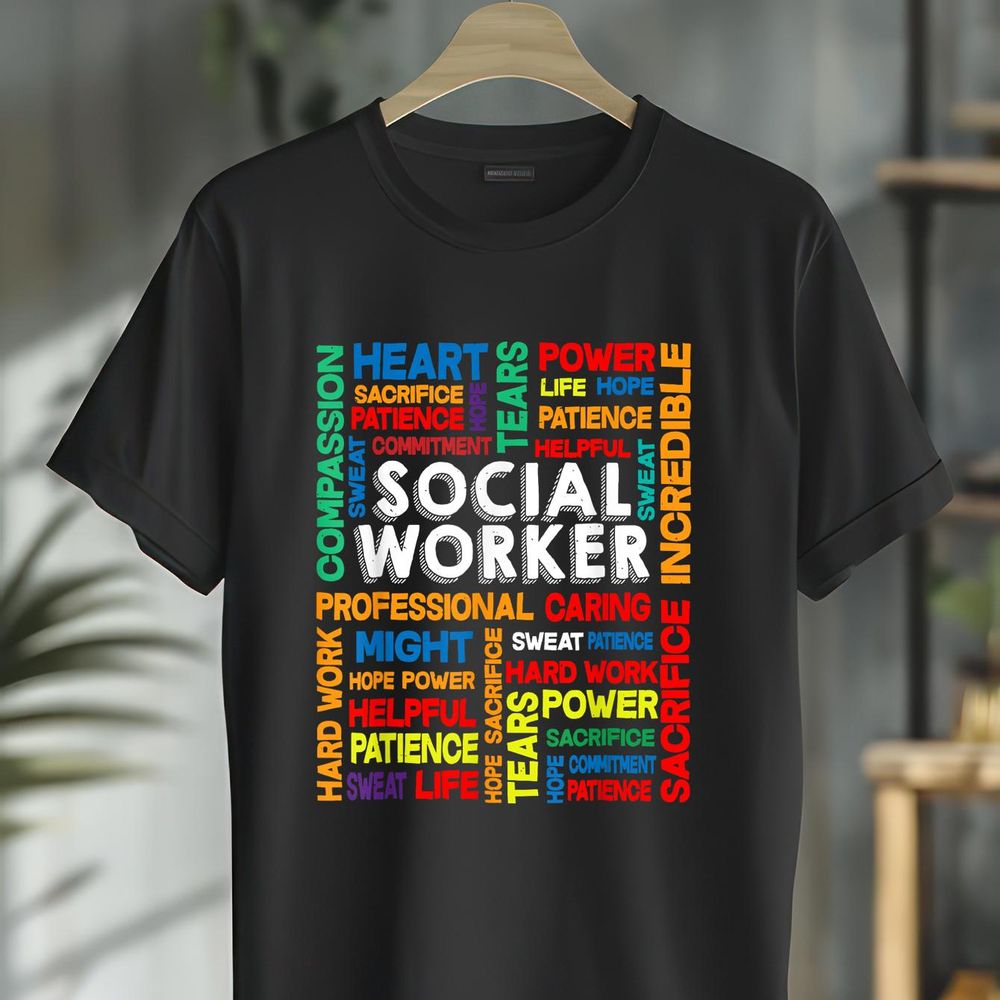 COMPASSION
HEART
TEARS
POWER
INCREDIBLE
SACRIFICE
HOPE
LIFE HOPE
PATIENCE
PATIENCE
SWEAT
COMMITMENT
HELPFUL
SWEAT
SOCIAL
WORKER
PROFESSIONAL CARING
SACRIFICE
HARD WORK
MIGHT
SACRIFICE
SWEAT PATIENCE
HOPE POWER
HARD WORK
HELPFUL
TEARS
POWER
PATIENCE
SACRIFICE
SWEAT LIFE
HOPE
HOPE
COMMITMENT
PATIENCE